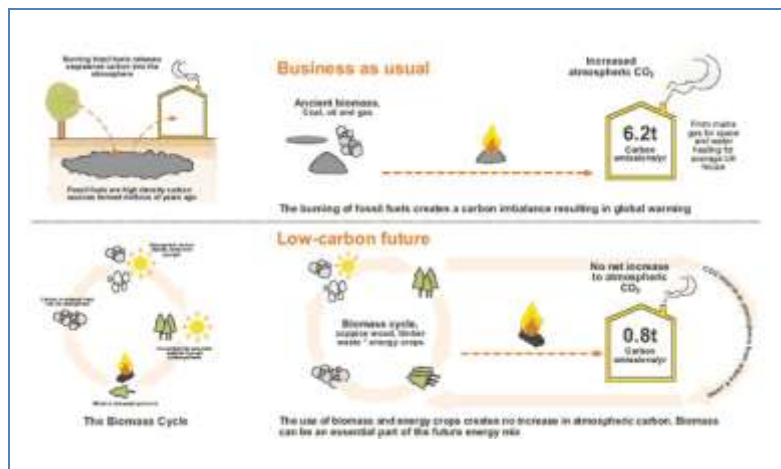 Burning fossil fuels releases
sequestered carbon into the
atmosphere
Fossil fuels are high density carbon
sources formed millions of years ago
Business as usual
Ancient biomass,
Coal, oil and gas
Increased
atmospheric CO2
6.2t
Carbon
emissions/yr
From mains
gas for space
and water
heating for
average UK
house
The burning of fossil fuels creates a carbon imbalance resulting in global warming
The Biomass Cycle
Low-carbon future
Biomass cycle,
coppice wood, timber
waste + energy crops
No net increase
to atmospheric
CO2
0.8t
Carbon
emissions/yr
The use of biomass and energy crops creates no increase in atmospheric carbon. Biomass
can be an essential part of the future energy mix